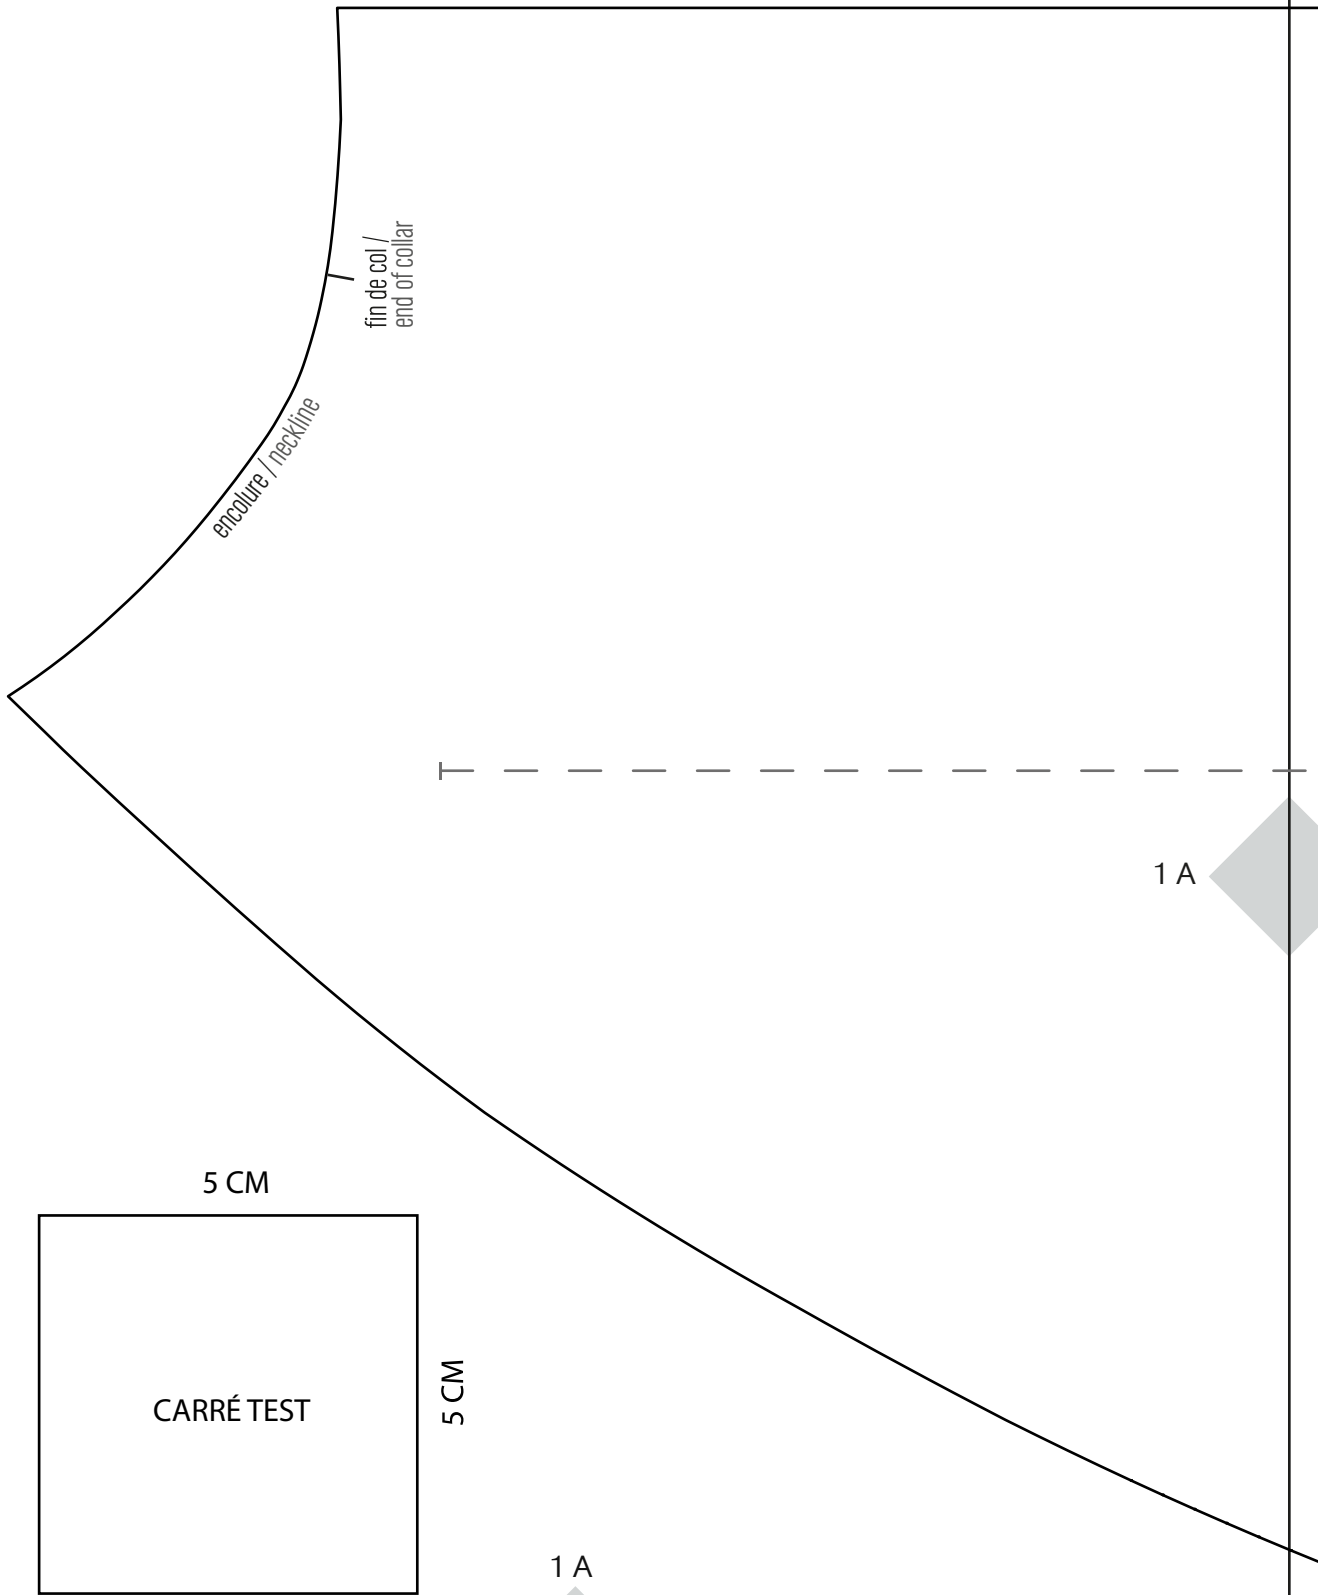 fin de col /
end of collar
encolure / neckline
1 A
5 CM
CARRÉ TEST
5 CM
1 A